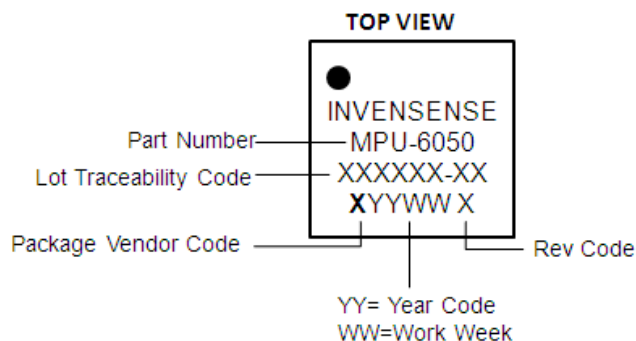 TOP VIEW
INVENSENSE
Part Number
MPU-6050
Lot Traceability Code
XXXXXX-XX
XYYWW X
Package Vendor Code
Rev Code
YY= Year Code
WW=Work Week